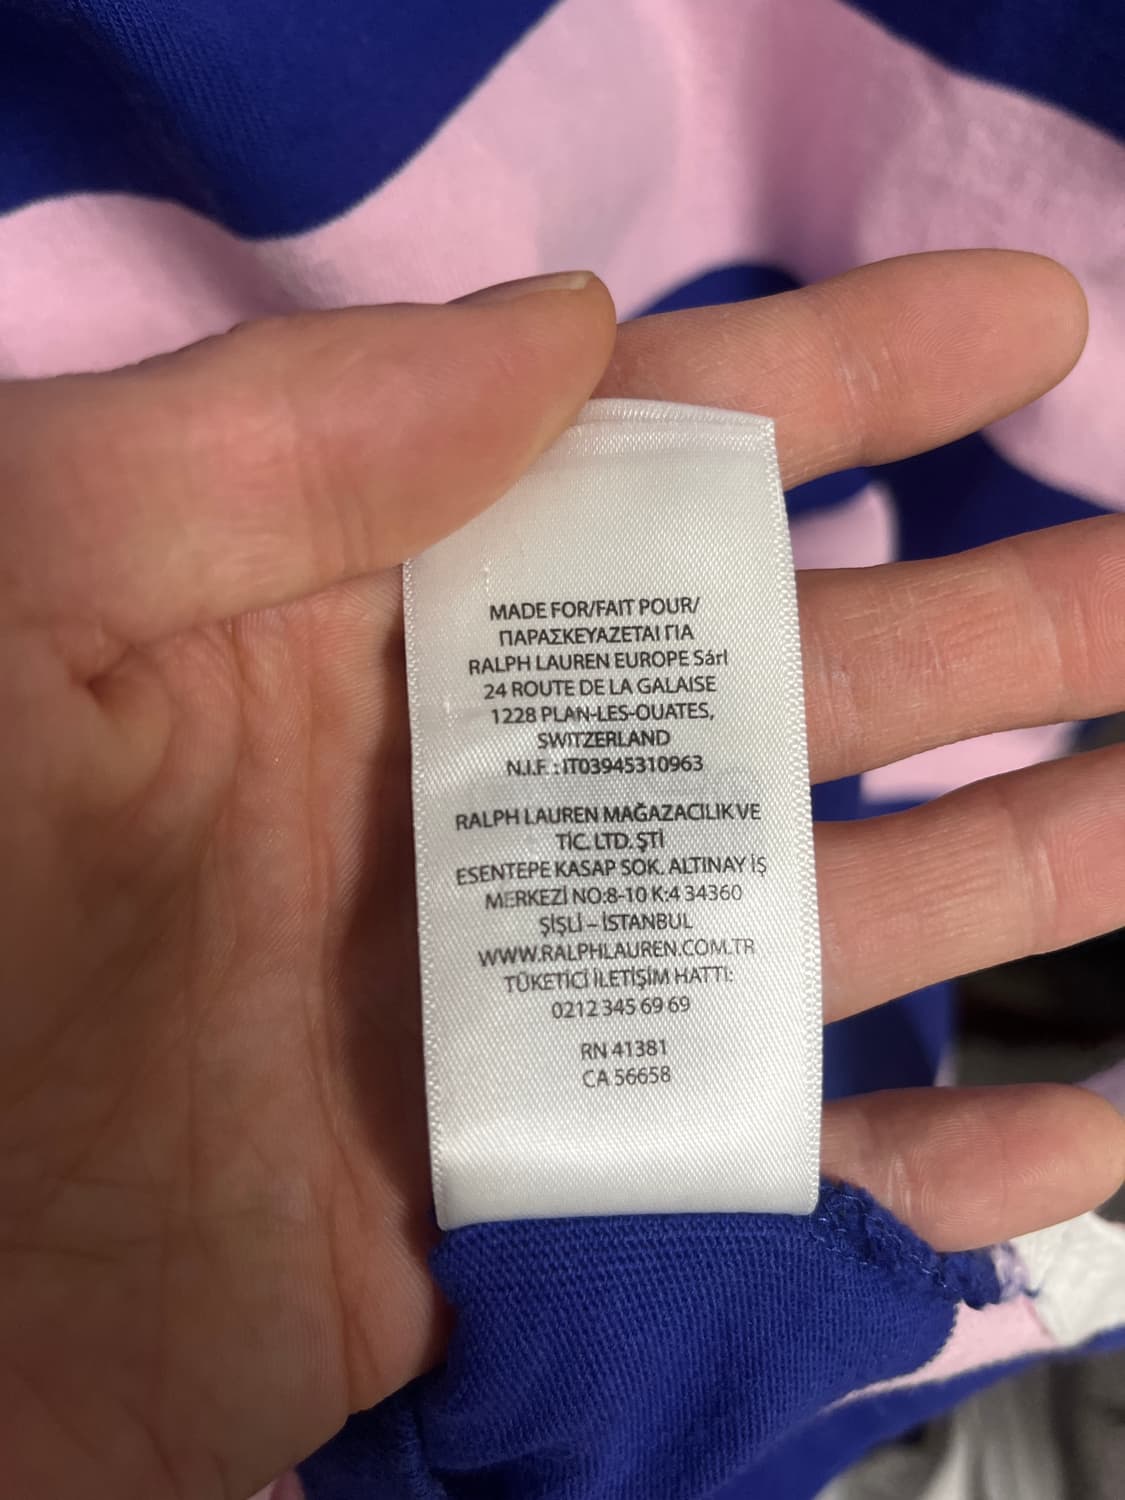 MADE FOR/FAIT POUR/
ΠΑΡΑΣΚΕΥΑΖΕΤΑΙ ΓΙΑ
RALPH LAUREN EUROPE Sárl
24 ROUTE DE LA GALAISE
1228 PLAN-LES-OUATES,
SWITZERLAND
N.I.F. : IT03945310963
RALPH LAUREN MAĞAZACILIK VE
TİC. LTD. ŞTİ
ESENTEPE KASAP SOK. ALTINAY İŞ
MERKEZİ NO:8-10 K:4 34360
ŞİŞLİ – İSTANBUL
WWW.RALPHLAUREN.COM.TR
TÜKETİCİ İLETİŞİM HATTI:
0212 345 69 69
RN 41381
CA 56658